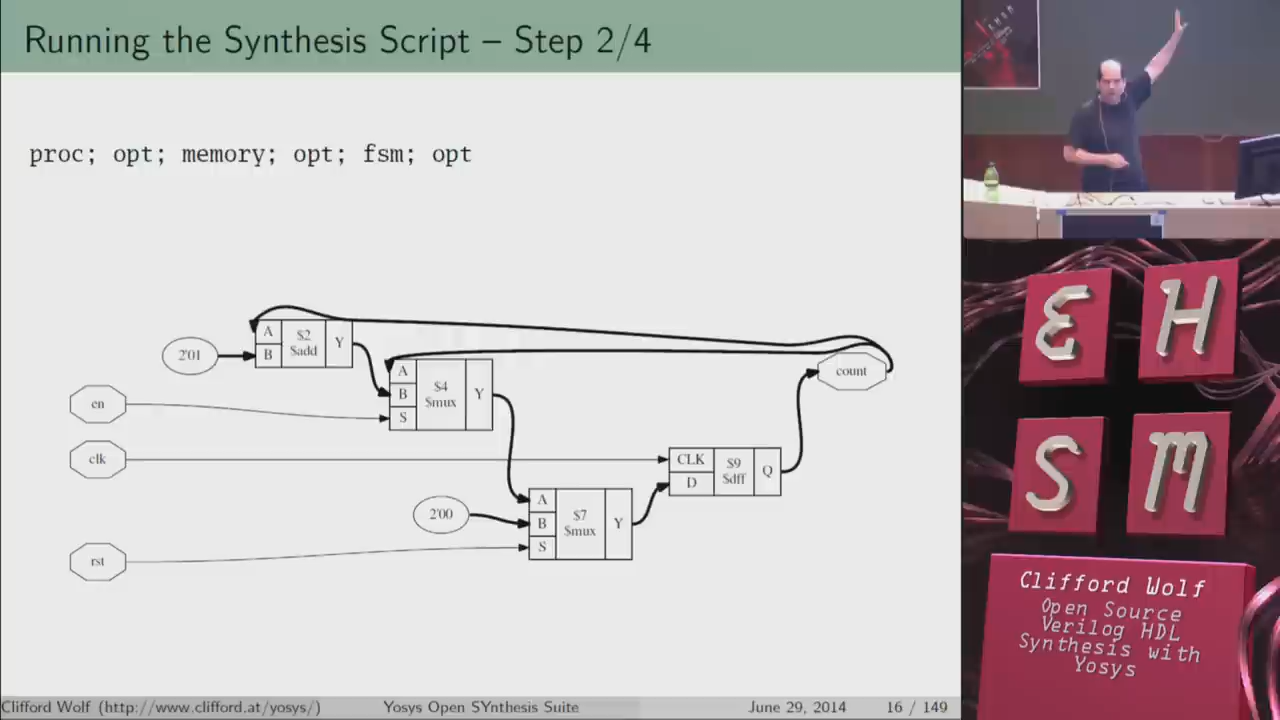 Running the Synthesis Script – Step 2/4
proc; opt; memory; opt; fsm; opt
2'01
A
B
$2
$add
Y
en
A
B
S
$4
$mux
Y
count
clk
CLK
D
$9
$dff
Q
2'00
A
B
S
$7
$mux
Y
rst
Clifford Wolf (http://www.clifford.at/yosys/)
Yosys Open SYnthesis Suite
June 29, 2014
16 / 149
E H
S M
Clifford Wolf
Open Source
Verilog HDL
Synthesis with
Yosys